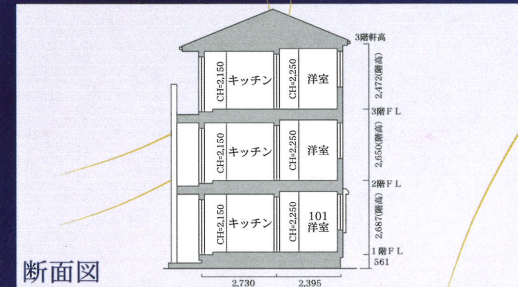 3階軒高
CH=2,150
キッチン
CH=2,250
洋室
2,472(階高)
3階FL
CH=2,150
キッチン
CH=2,250
洋室
2,650(階高)
2階FL
CH=2,150
キッチン
CH=2,250
101
洋室
2,687(階高)
1階FL
561
断面図
2,730
2,395